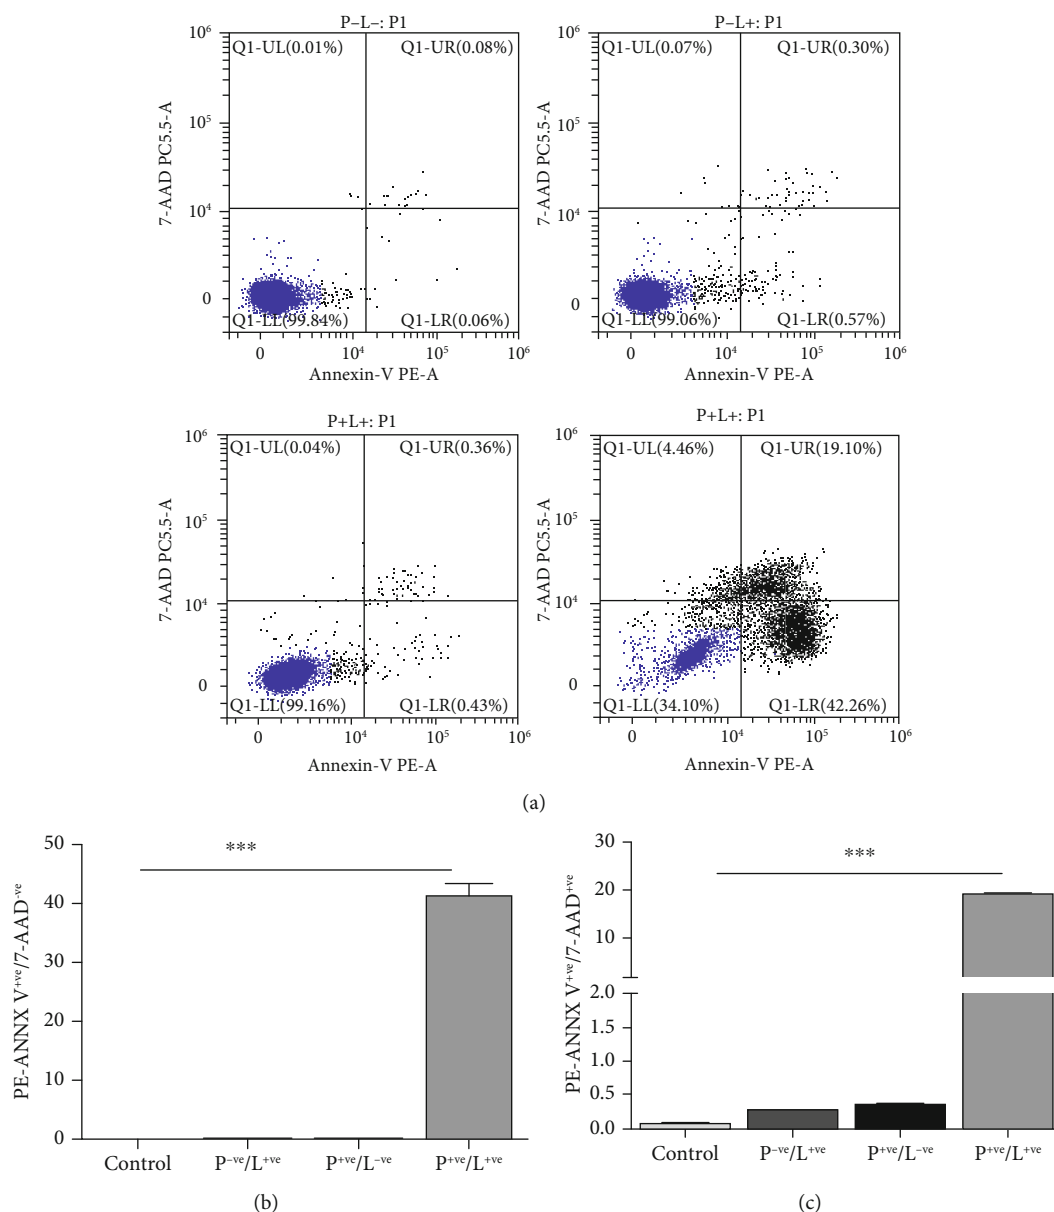 P–L–: P1
Q1-UL(0.01%) Q1-UR(0.08%)
10⁶
10⁵
10⁴
0
7-AAD PC5.5-A
Q1-LL(99.84%) Q1-LR(0.06%)
0 10⁴ 10⁵ 10⁶
Annexin-V PE-A
P–L+: P1
Q1-UL(0.07%) Q1-UR(0.30%)
10⁶
10⁵
10⁴
0
7-AAD PC5.5-A
Q1-LL(99.06%) Q1-LR(0.57%)
0 10⁴ 10⁵ 10⁶
Annexin-V PE-A
P+L+: P1
Q1-UL(0.04%) Q1-UR(0.36%)
10⁶
10⁵
10⁴
0
7-AAD PC5.5-A
Q1-LL(99.16%) Q1-LR(0.43%)
0 10⁴ 10⁵ 10⁶
Annexin-V PE-A
P+L+: P1
Q1-UL(4.46%) Q1-UR(19.10%)
10⁶
10⁵
10⁴
0
7-AAD PC5.5-A
Q1-LL(34.10%) Q1-LR(42.26%)
0 10⁴ 10⁵ 10⁶
Annexin-V PE-A
(a)
50
40
30
20
10
0
PE-ANNX V⁺ᵛᵉ/7-AAD⁻ᵛᵉ
***
Control P⁻ᵛᵉ/L⁺ᵛᵉ P⁺ᵛᵉ/L⁻ᵛᵉ P⁺ᵛᵉ/L⁺ᵛᵉ
(b)
30
20
10
2.0
1.5
1.0
0.5
0.0
PE-ANNX V⁺ᵛᵉ/7-AAD⁺ᵛᵉ
***
Control P⁻ᵛᵉ/L⁺ᵛᵉ P⁺ᵛᵉ/L⁻ᵛᵉ P⁺ᵛᵉ/L⁺ᵛᵉ
(c)